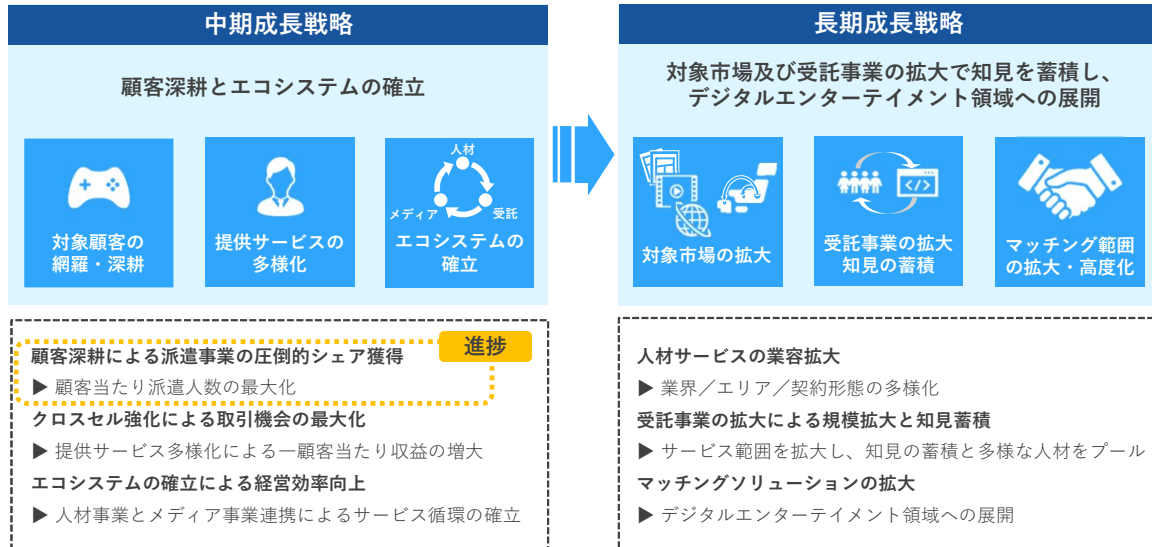 中期成長戦略
顧客深耕とエコシステムの確立
対象顧客の
網羅・深耕
提供サービスの
多様化
人材
メディア
受託
エコシステムの
確立
顧客深耕による派遣事業の圧倒的シェア獲得
進捗
▶ 顧客当たり派遣人数の最大化
クロスセル強化による取引機会の最大化
▶ 提供サービス多様化による一顧客当たり収益の増大
エコシステムの確立による経営効率向上
▶ 人材事業とメディア事業連携によるサービス循環の確立
長期成長戦略
対象市場及び受託事業の拡大で知見を蓄積し、
デジタルエンターテイメント領域への展開
対象市場の拡大
</>
受託事業の拡大
知見の蓄積
マッチング範囲
の拡大・高度化
人材サービスの業容拡大
▶ 業界／エリア／契約形態の多様化
受託事業の拡大による規模拡大と知見蓄積
▶ サービス範囲を拡大し、知見の蓄積と多様な人材をプール
マッチングソリューションの拡大
▶ デジタルエンターテイメント領域への展開